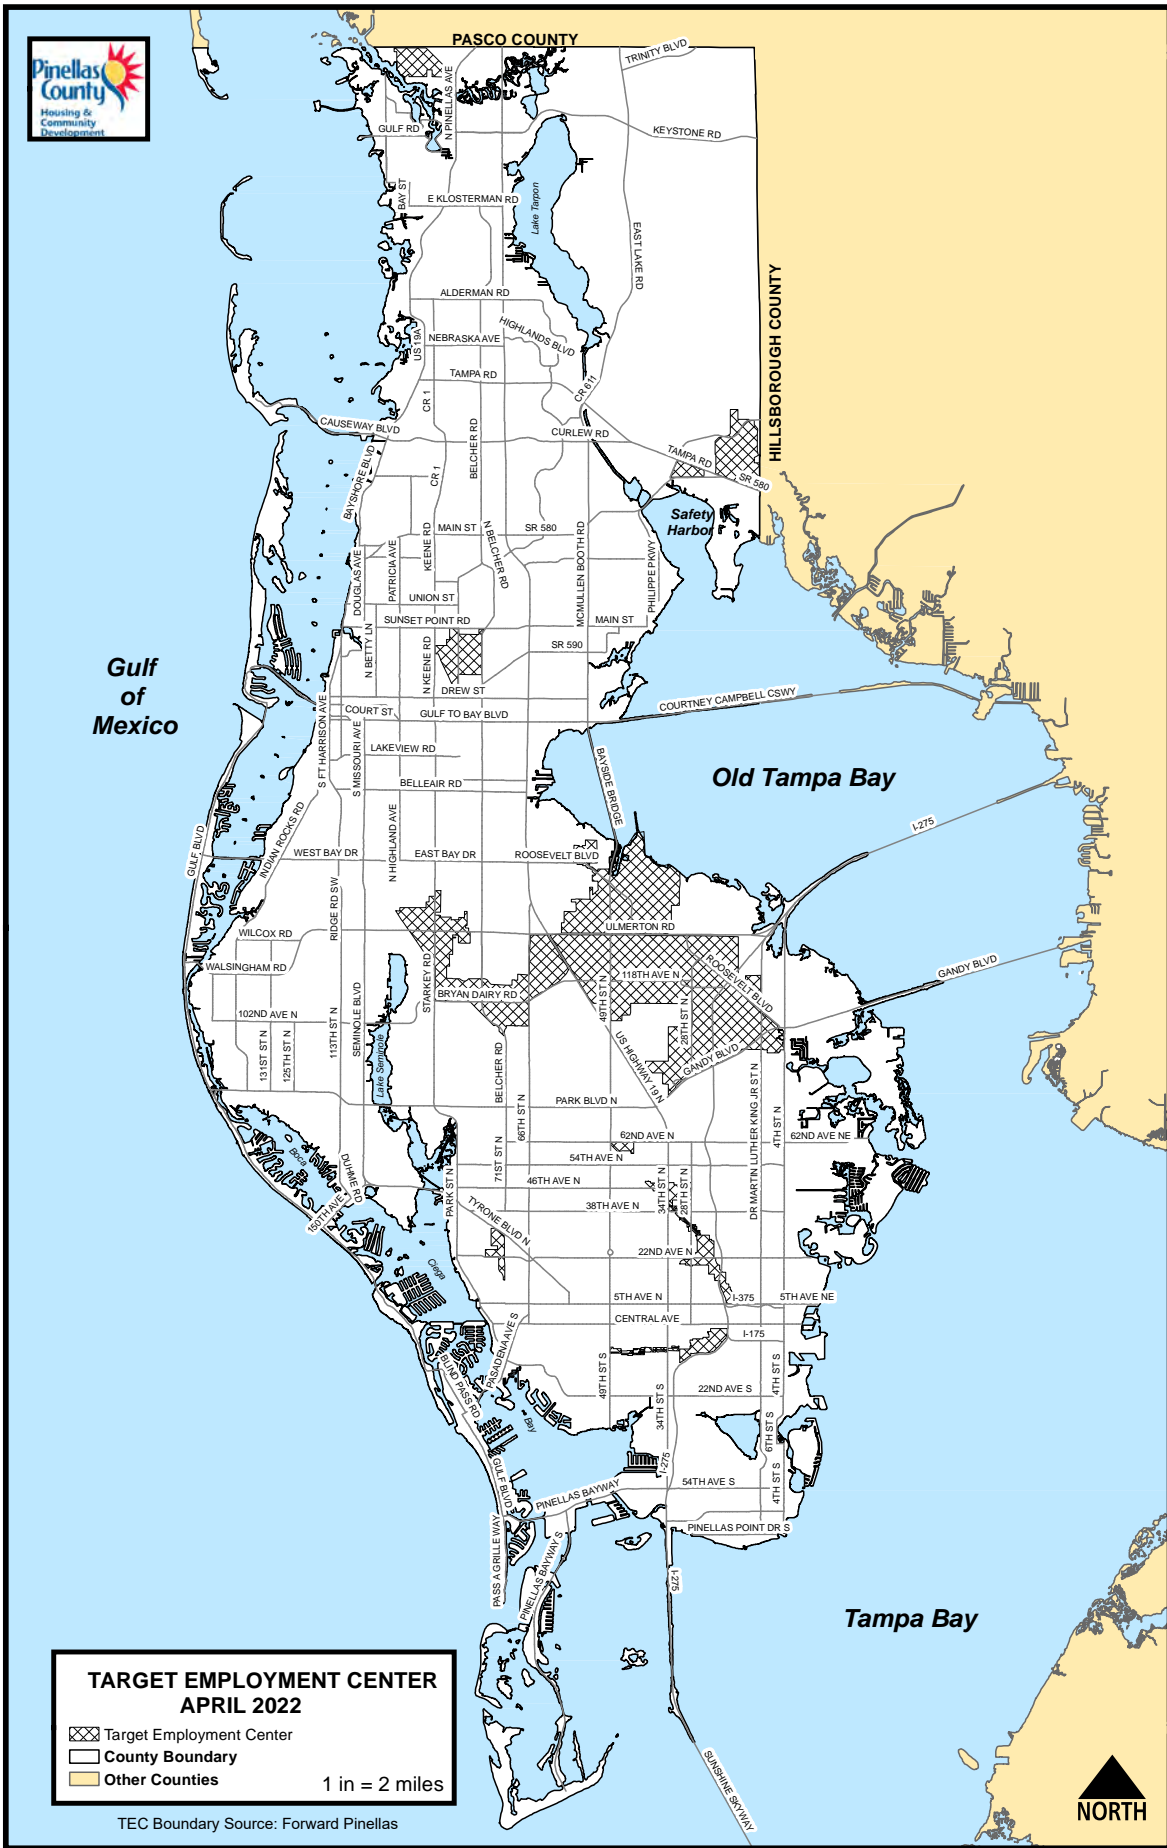 PASCO COUNTY
Pinellas
County
Housing &
Community
Development
TRINITY BLVD
N PINELLAS AVE
GULF RD
KEYSTONE RD
BAY ST
E KLOSTERMAN RD
Lake Tarpon
EAST LAKE RD
HILLSBOROUGH COUNTY
ALDERMAN RD
HIGHLANDS BLVD
US 19A
NEBRASKA AVE
TAMPA RD
CR 611
CR 1
CAUSEWAY BLVD
BELCHER RD
CURLEW RD
TAMPA RD
SR 580
BAYSHORE BLVD
CR 1
Safety
Harbor
MAIN ST
SR 580
KEENE RD
N BELCHER RD
MCMULLEN BOOTH RD
PHILIPPE PKWY
DOUGLAS AVE
PATRICIA AVE
UNION ST
SUNSET POINT RD
MAIN ST
N BETTY LN
N KEENE RD
SR 590
Gulf
of
Mexico
DREW ST
COURTNEY CAMPBELL CSWY
COURT ST
GULF TO BAY BLVD
S FT HARRISON AVE
S MISSOURI AVE
LAKEVIEW RD
BAYSIDE BRIDGE
Old Tampa Bay
BELLEAIR RD
I-275
INDIAN ROCKS RD
N HIGHLAND AVE
GULF BLVD
WEST BAY DR
EAST BAY DR
ROOSEVELT BLVD
RIDGE RD SW
WILCOX RD
ULMERTON RD
WALSINGHAM RD
STARKEY RD
118TH AVE N
ROOSEVELT BLVD
GANDY BLVD
SEMINOLE BLVD
BRYAN DAIRY RD
49TH ST N
28TH ST N
102ND AVE N
113TH ST N
131ST ST N
125TH ST N
Lake Seminole
BELCHER RD
US HIGHWAY 19 N
GANDY BLVD
PARK BLVD N
66TH ST N
DR MARTIN LUTHER KING JR ST N
4TH ST N
62ND AVE N
62ND AVE NE
71ST ST N
54TH AVE N
Boca
DUHME RD
46TH AVE N
34TH ST N
28TH ST N
150TH AVE
PARK ST N
TYRONE BLVD N
38TH AVE N
22ND AVE N
Ciega
5TH AVE N
I-375
5TH AVE NE
CENTRAL AVE
I-175
PASADENA AVE S
BLIND PASS RD
49TH ST S
34TH ST S
22ND AVE S
4TH ST S
Bay
6TH ST S
GULF BLVD
I-275
54TH AVE S
4TH ST S
PINELLAS BAYWAY
PINELLAS POINT DR S
PASS A GRILLE WAY
PINELLAS BAYWAY S
I-275
Tampa Bay
SUNSHINE SKYWAY
TARGET EMPLOYMENT CENTER
APRIL 2022
Target Employment Center
County Boundary
Other Counties
1 in = 2 miles
TEC Boundary Source: Forward Pinellas
NORTH